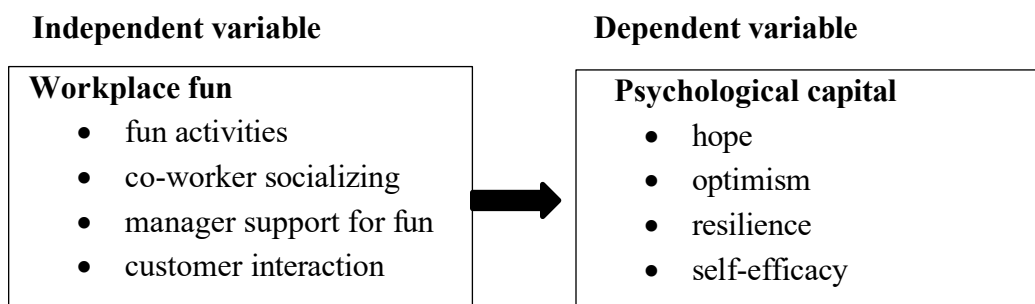 Independent variable
Workplace fun
• fun activities
• co-worker socializing
• manager support for fun
• customer interaction
Dependent variable
Psychological capital
• hope
• optimism
• resilience
• self-efficacy